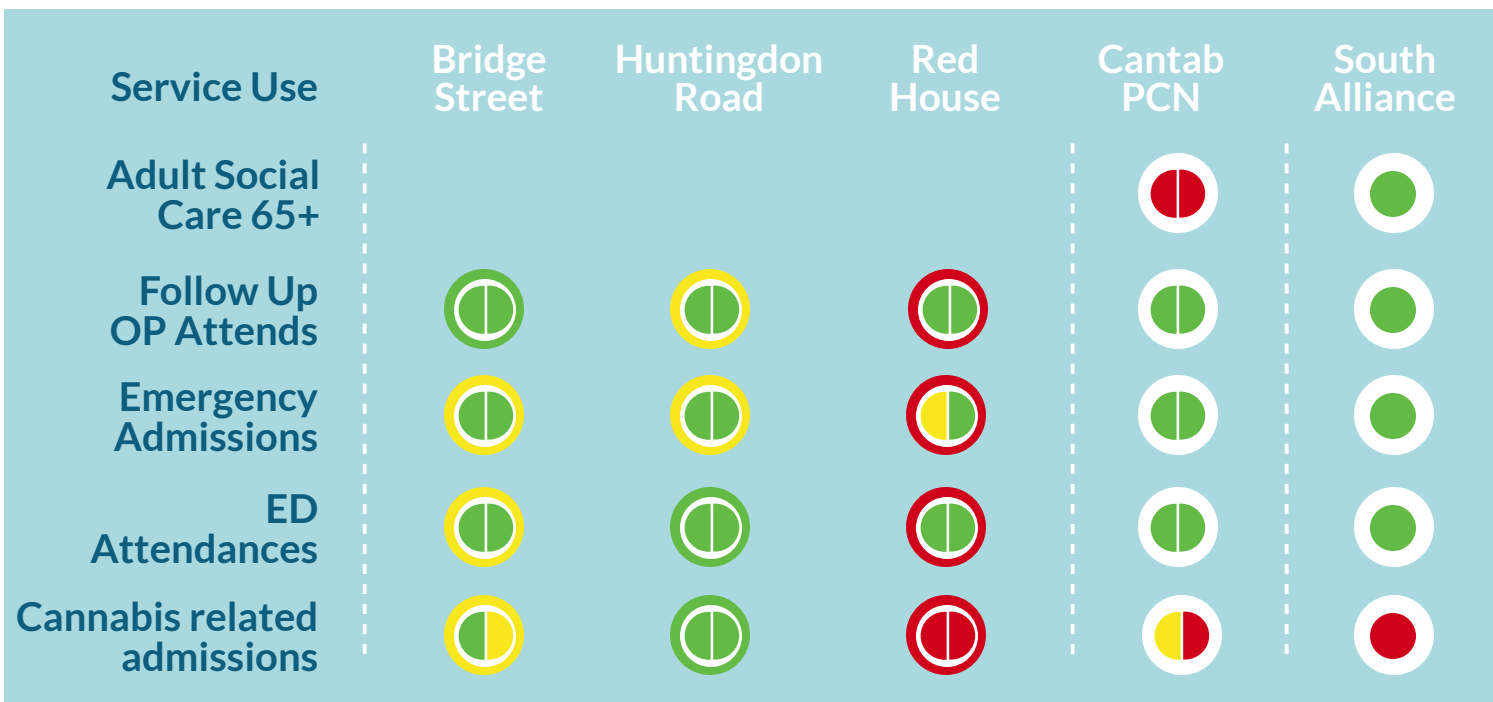 Service Use
Bridge
Street
Huntingdon
Road
Red
House
Cantab
PCN
South
Alliance
Adult Social
Care 65+
Follow Up
OP Attends
Emergency
Admissions
ED
Attendances
Cannabis related
admissions